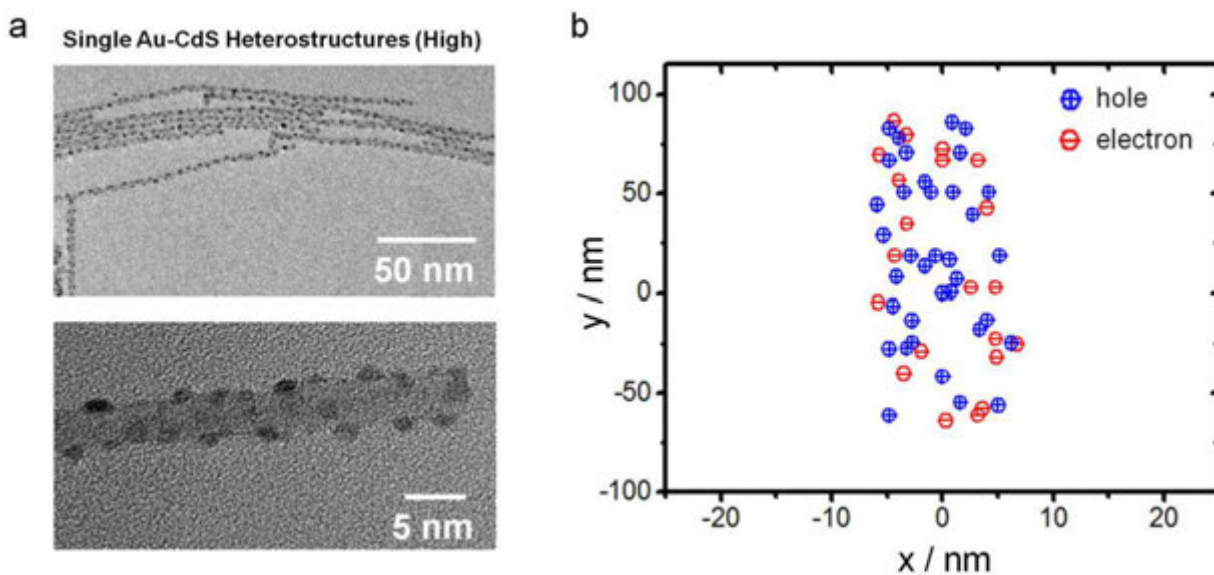 a
Single Au-CdS Heterostructures (High)
50 nm
5 nm
b
hole
electron
100
50
0
-50
-100
y / nm
-20
-10
0
10
20
x / nm